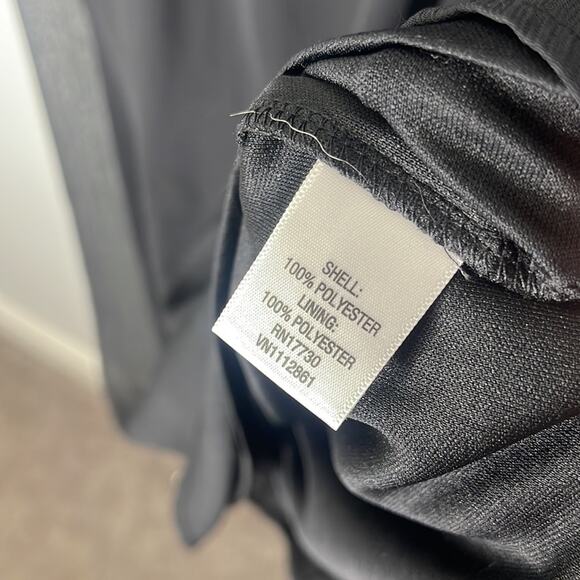 SHELL:
100% POLYESTER
LINING:
100% POLYESTER
RN17730
VN1112861